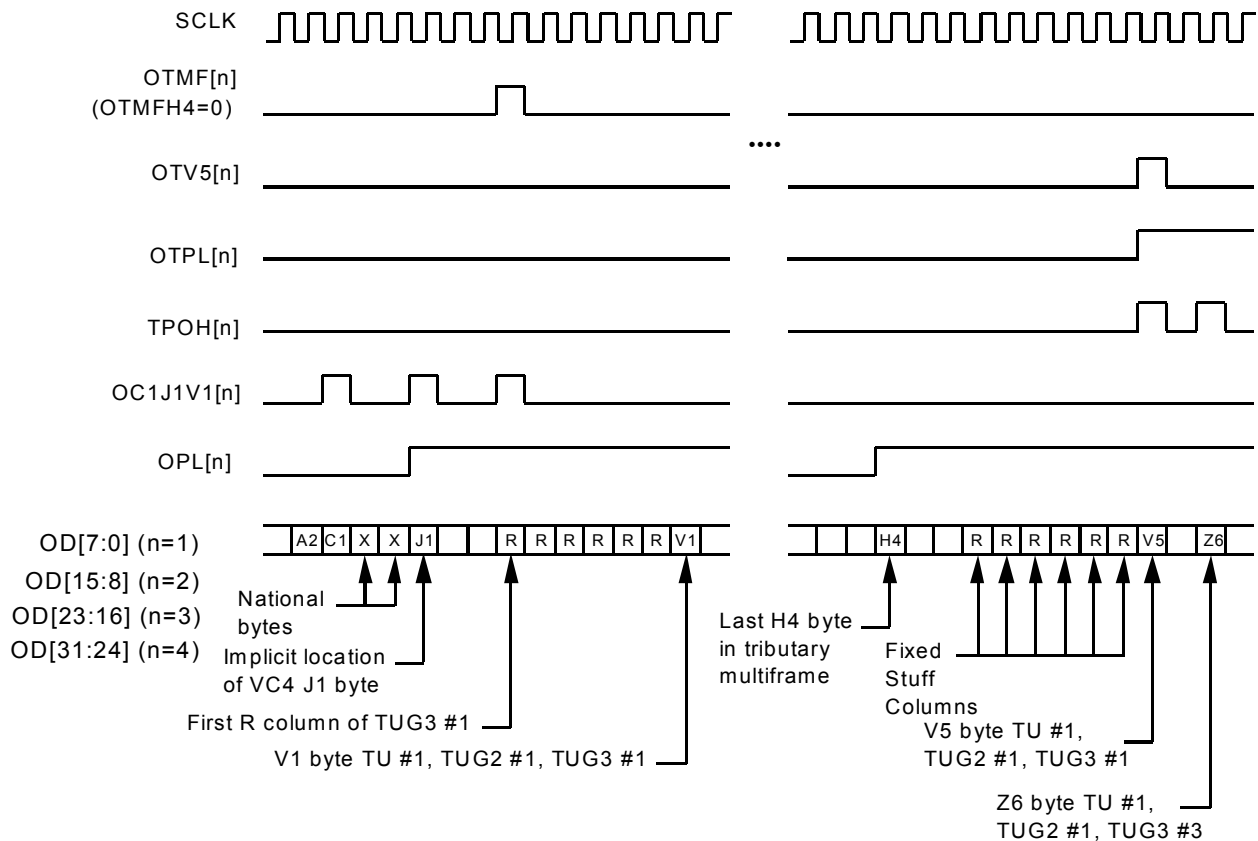 SCLK
OTMF[n]
(OTMFH4=0)
....
OTV5[n]
OTPL[n]
TPOH[n]
OC1J1V1[n]
OPL[n]
OD[7:0] (n=1)
A2 C1 X X J1 R R R R R R V1
H4 R R R R R R V5 Z6
OD[15:8] (n=2)
OD[23:16] (n=3)
OD[31:24] (n=4)
National
bytes
Implicit location
of VC4 J1 byte
First R column of TUG3 #1
V1 byte TU #1, TUG2 #1, TUG3 #1
Last H4 byte
in tributary
multiframe
Fixed
Stuff
Columns
V5 byte TU #1,
TUG2 #1, TUG3 #1
Z6 byte TU #1,
TUG2 #1, TUG3 #3